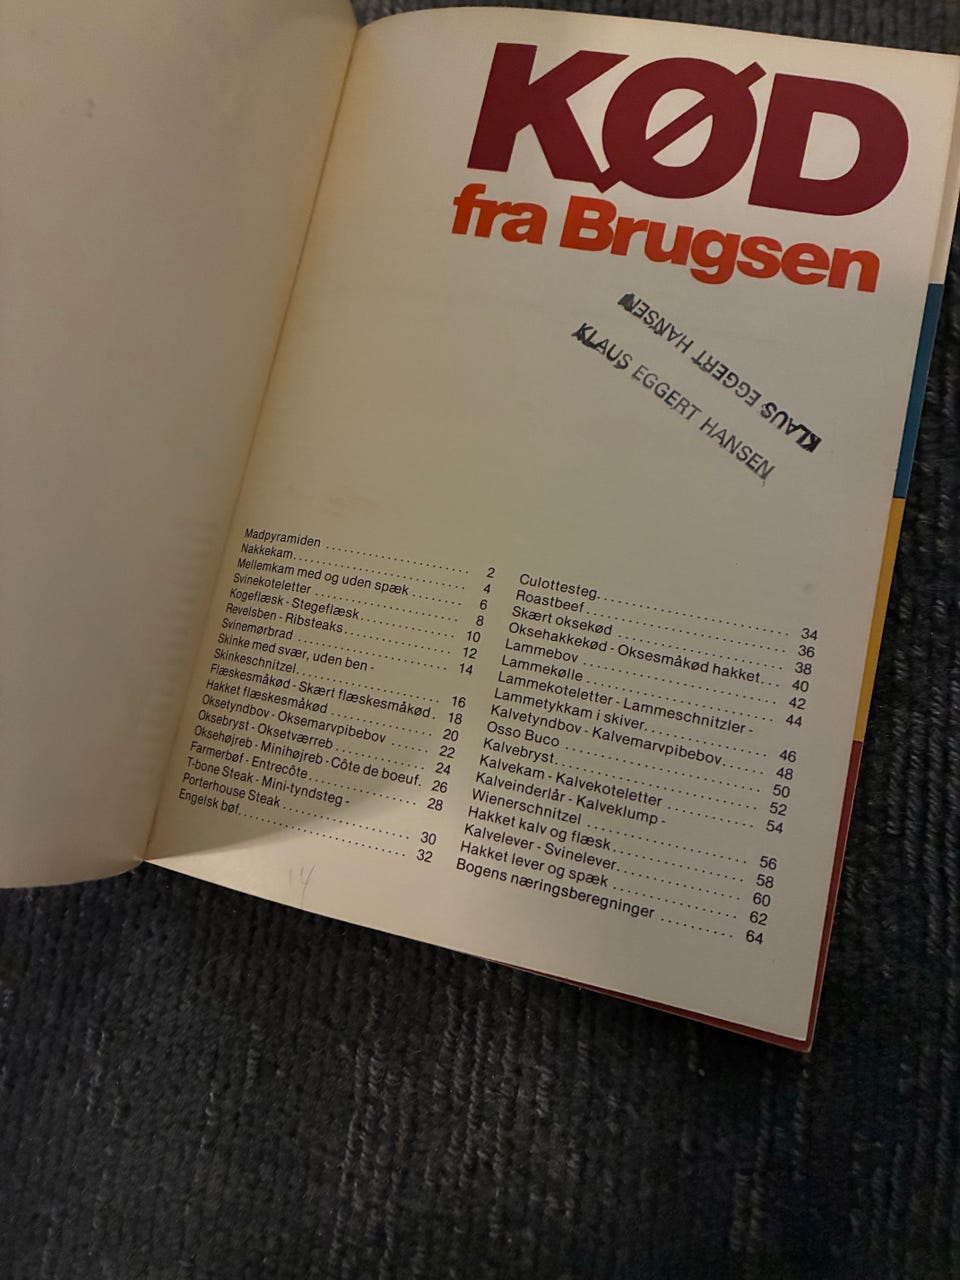 KØD
fra Brugsen
KLAUS EGGERT HANSEN
KLAUS EGGERT HANSEN
Madpyramiden .................... 2
Nakkekam.......................... 4
Mellemkam med og uden spæk ........ 6
Svinekoteletter .................... 8
Kogeflæsk - Stegeflæsk.............. 10
Revelsben - Ribsteaks............... 12
Svinemørbrad ...................... 14
Skinke med svær, uden ben -
Skinkeschnitzel.................... 16
Flæskesmåkød - Skært flæskesmåkød. 18
Hakket flæskesmåkød ............... 20
Oksetyndbov - Oksemarvpibebov ...... 22
Oksebryst - Oksetværreb ............ 24
Oksehøjreb - Minihøjreb - Côte de boeuf. 26
Farmerbøf - Entrecôte............... 28
T-bone Steak - Mini-tyndsteg -
Porterhouse Steak .................. 30
Engelsk bøf........................ 32
Culottesteg........................ 34
Roastbeef ......................... 36
Skært oksekød ..................... 38
Oksehakkekød - Oksesmåkød hakket... 40
Lammebov ......................... 42
Lammekølle ....................... 44
Lammekoteletter - Lammeschnitzler -
Lammetykkam i skiver............... 46
Kalvetyndbov - Kalvemarvpibebov..... 48
Osso Buco ......................... 50
Kalvebryst......................... 52
Kalvekam - Kalvekoteletter .......... 54
Kalveinderlår - Kalveklump -
Wienerschnitzel .................... 56
Hakket kalv og flæsk ................ 58
Kalvelever - Svinelever.............. 60
Hakket lever og spæk ............... 62
Bogens næringsberegninger .......... 64
14